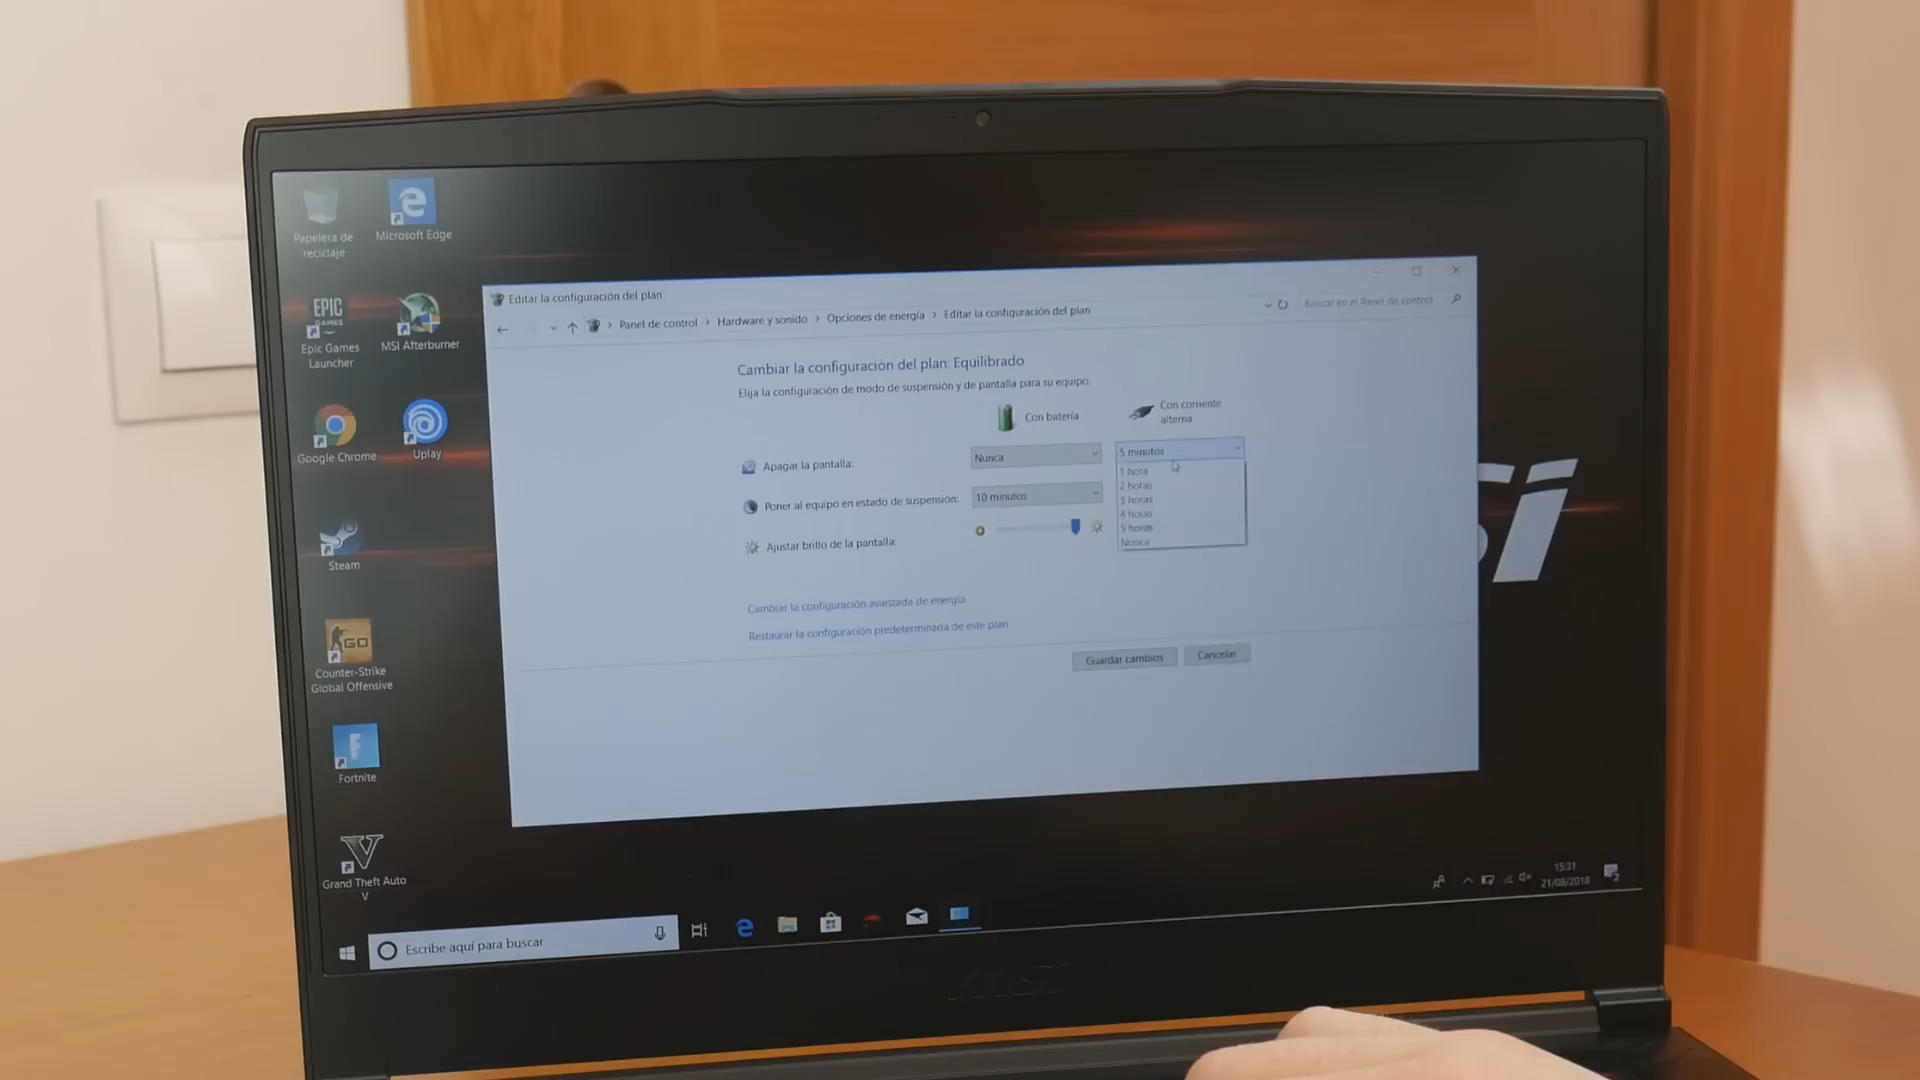 Papelera de
reciclaje
Microsoft Edge
EPIC
GAMES
Epic Games
Launcher
MSI Afterburner
Google Chrome
Uplay
Steam
GO
Counter-Strike
Global Offensive
F
Fortnite
V
Grand Theft Auto
V
Editar la configuración del plan
Panel de control › Hardware y sonido › Opciones de energía › Editar la configuración del plan
Buscar en el Panel de control
Cambiar la configuración del plan: Equilibrado
Elija la configuración de modo de suspensión y de pantalla para su equipo.
Con batería
Con corriente
alterna
Apagar la pantalla:
Nunca
5 minutos
1 hora
2 horas
3 horas
4 horas
5 horas
Nunca
Poner al equipo en estado de suspensión:
10 minutos
Ajustar brillo de la pantalla:
Cambiar la configuración avanzada de energía
Restaurar la configuración predeterminada de este plan
Guardar cambios
Cancelar
si
Escribe aquí para buscar
15:31
21/08/2018
2
msi